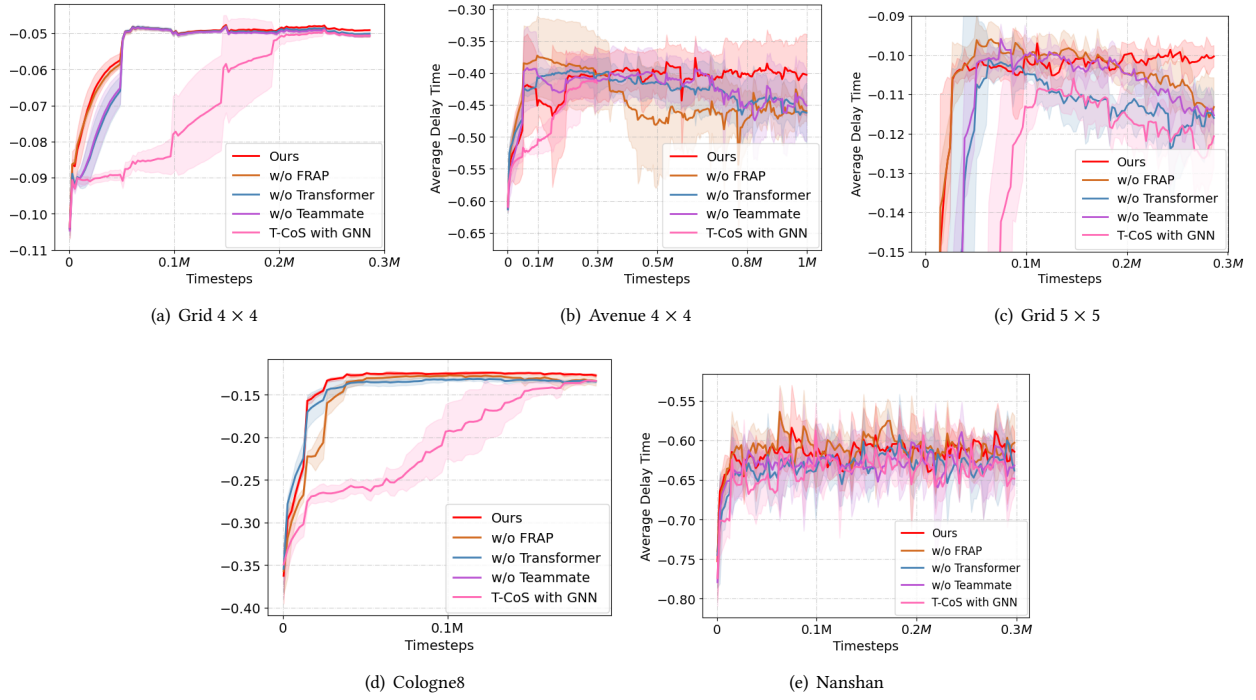 −0.05
−0.06
−0.07
−0.08
−0.09
−0.10
−0.11
Ours
w/o FRAP
w/o Transformer
w/o Teammate
T-CoS with GNN
0
0.1M
0.2M
0.3M
Timesteps
(a) Grid 4 × 4
Average Delay Time
−0.30
−0.35
−0.40
−0.45
−0.50
−0.55
−0.60
−0.65
Ours
w/o FRAP
w/o Transformer
w/o Teammate
T-CoS with GNN
0
0.1M
0.3M
0.5M
0.8M
1M
Timesteps
(b) Avenue 4 × 4
Average Delay Time
−0.09
−0.10
−0.11
−0.12
−0.13
−0.14
−0.15
Ours
w/o FRAP
w/o Transformer
w/o Teammate
T-CoS with GNN
0
0.1M
0.2M
0.3M
Timesteps
(c) Grid 5 × 5
−0.15
−0.20
−0.25
−0.30
−0.35
−0.40
Ours
w/o FRAP
w/o Transformer
w/o Teammate
T-CoS with GNN
0
0.1M
Timesteps
(d) Cologne8
Average Delay Time
−0.55
−0.60
−0.65
−0.70
−0.75
−0.80
Ours
w/o FRAP
w/o Transformer
w/o Teammate
T-CoS with GNN
0
0.1M
0.2M
0.3M
Timesteps
(e) Nanshan